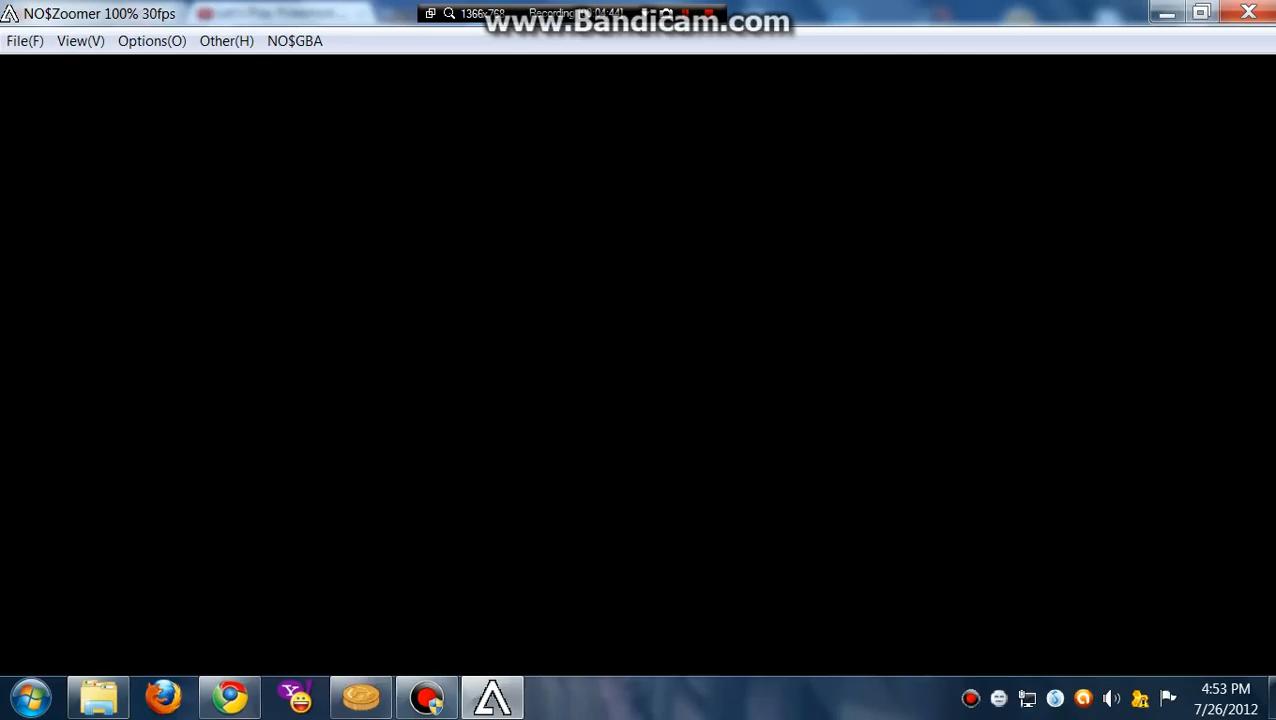 NO$Zoomer 100% 30fps
1366x768
www.Bandicam.com
File(F) View(V) Options(O) Other(H) NO$GBA
4:53 PM
7/26/2012